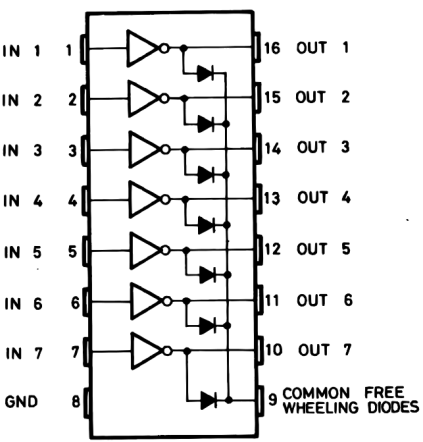 IN 1 1 16 OUT 1
IN 2 2 15 OUT 2
IN 3 3 14 OUT 3
IN 4 4 13 OUT 4
IN 5 5 12 OUT 5
IN 6 6 11 OUT 6
IN 7 7 10 OUT 7
GND 8 9 COMMON FREE
WHEELING DIODES